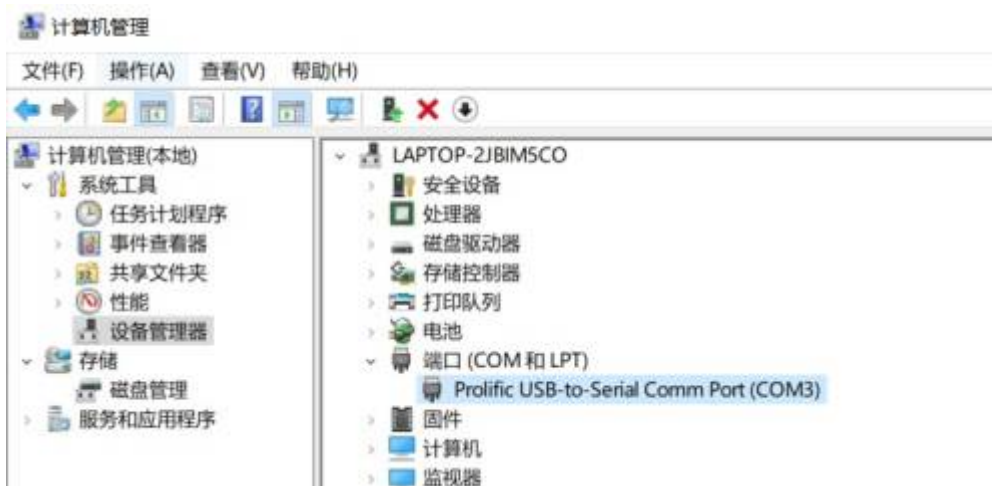 计算机管理
文件(F) 操作(A) 查看(V) 帮助(H)
计算机管理(本地)
系统工具
任务计划程序
事件查看器
共享文件夹
性能
设备管理器
存储
磁盘管理
服务和应用程序
LAPTOP-2JBIM5CO
安全设备
处理器
磁盘驱动器
存储控制器
打印队列
电池
端口 (COM 和 LPT)
Prolific USB-to-Serial Comm Port (COM3)
固件
计算机
监视器